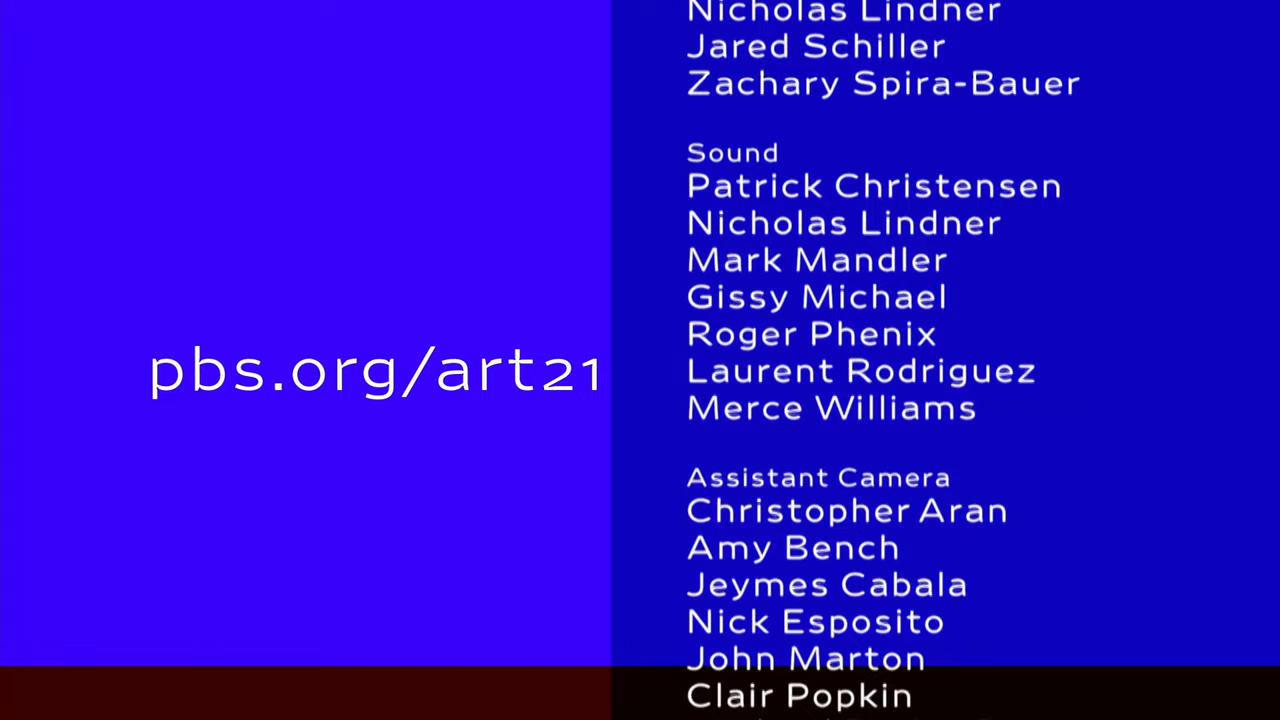 Nicholas Lindner
Jared Schiller
Zachary Spira-Bauer
Sound
Patrick Christensen
Nicholas Lindner
Mark Mandler
Gissy Michael
Roger Phenix
Laurent Rodriguez
Merce Williams
Assistant Camera
Christopher Aran
Amy Bench
Jeymes Cabala
Nick Esposito
John Marton
Clair Popkin
pbs.org/art21